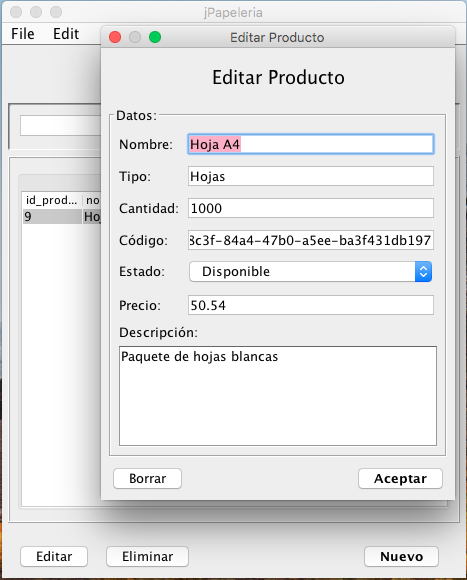 jPapeleria
File Edit
Editar Producto
Editar Producto
Datos:
Nombre: Hoja A4
Tipo: Hojas
Cantidad: 1000
Código: 8c3f-84a4-47b0-a5ee-ba3f431db197
Estado: Disponible
Precio: 50.54
Descripción:
Paquete de hojas blancas
id_prod... no
9 Hoj
Borrar Aceptar
Editar Eliminar Nuevo